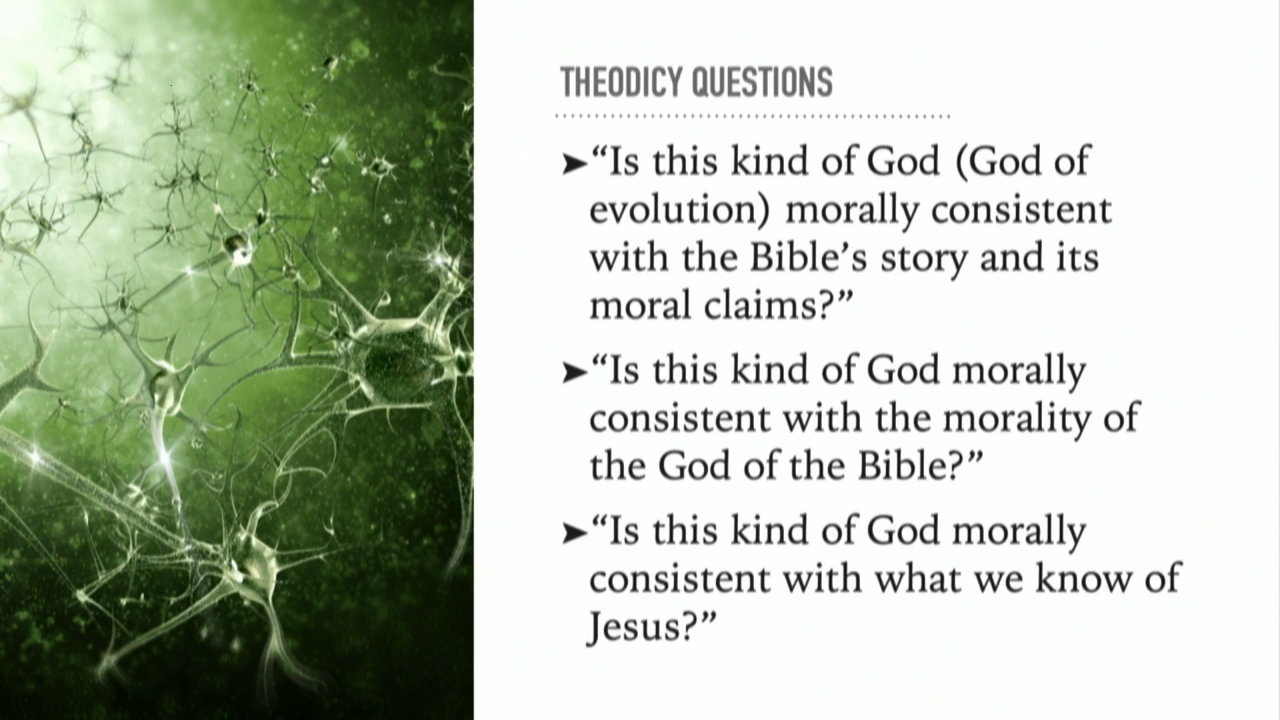 THEODICY QUESTIONS
➤“Is this kind of God (God of
evolution) morally consistent
with the Bible’s story and its
moral claims?”
➤“Is this kind of God morally
consistent with the morality of
the God of the Bible?”
➤“Is this kind of God morally
consistent with what we know of
Jesus?”